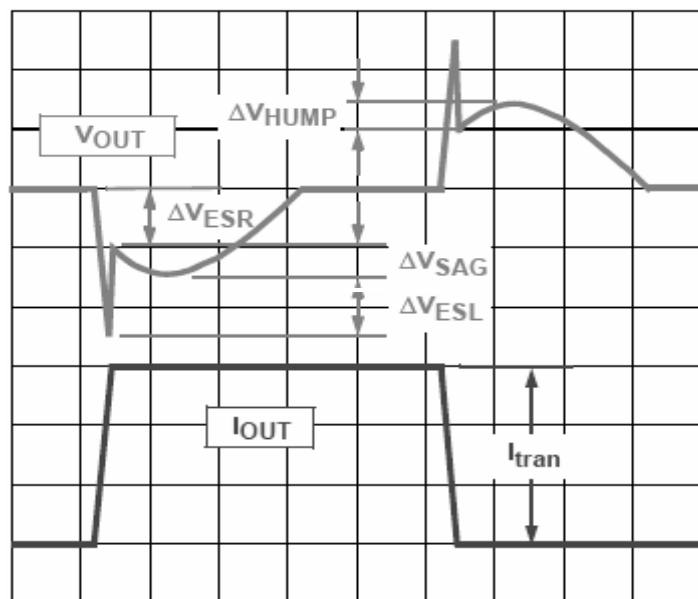 ΔVHUMP
VOUT
ΔVESR
ΔVSAG
ΔVESL
IOUT
Itran